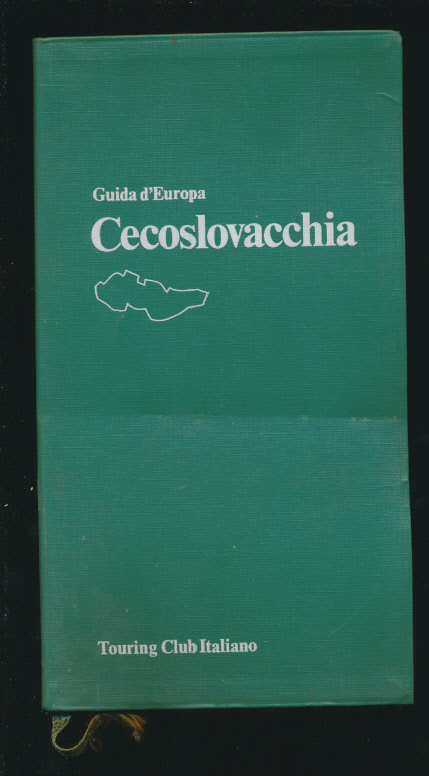 Guida d'Europa
Cecoslovacchia
Touring Club Italiano